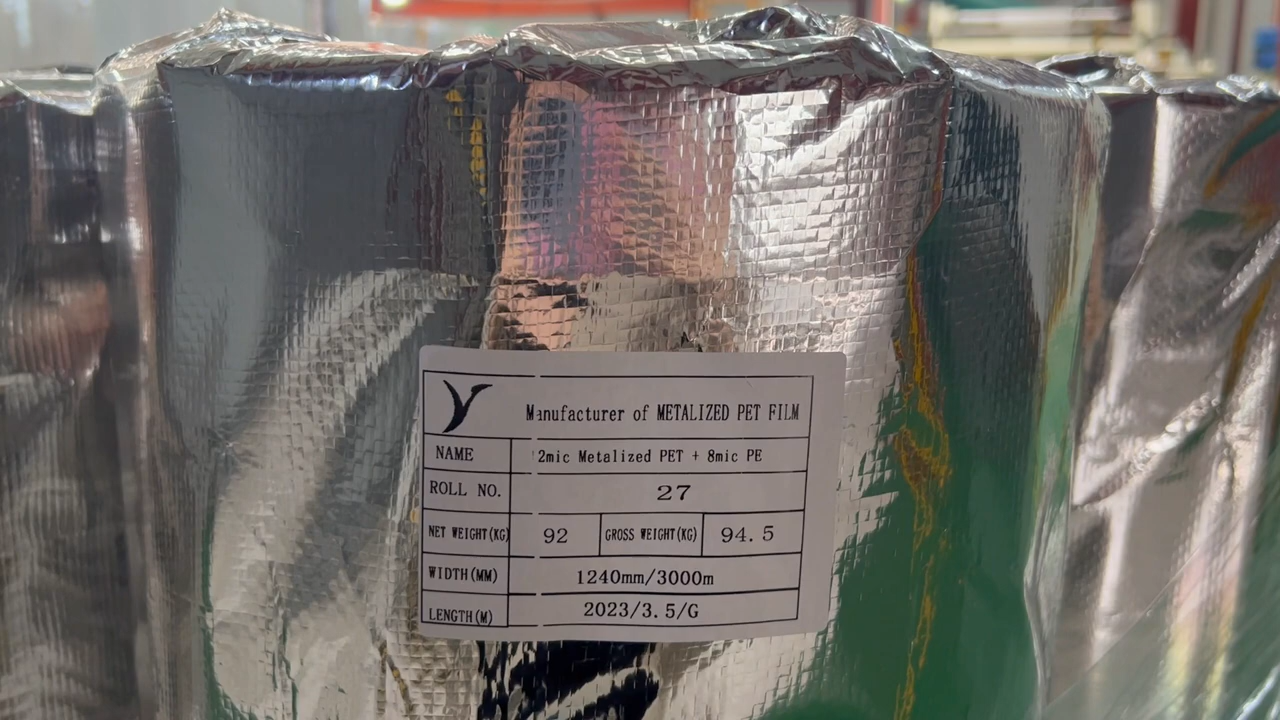 Manufacturer of METALIZED PET FILM
NAME 2mic Metalized PET + 8mic PE
ROLL NO. 27
NET WEIGHT(KG) 92 GROSS WEIGHT(KG) 94.5
WIDTH(MM) 1240mm/3000m
LENGTH(M) 2023/3.5/G